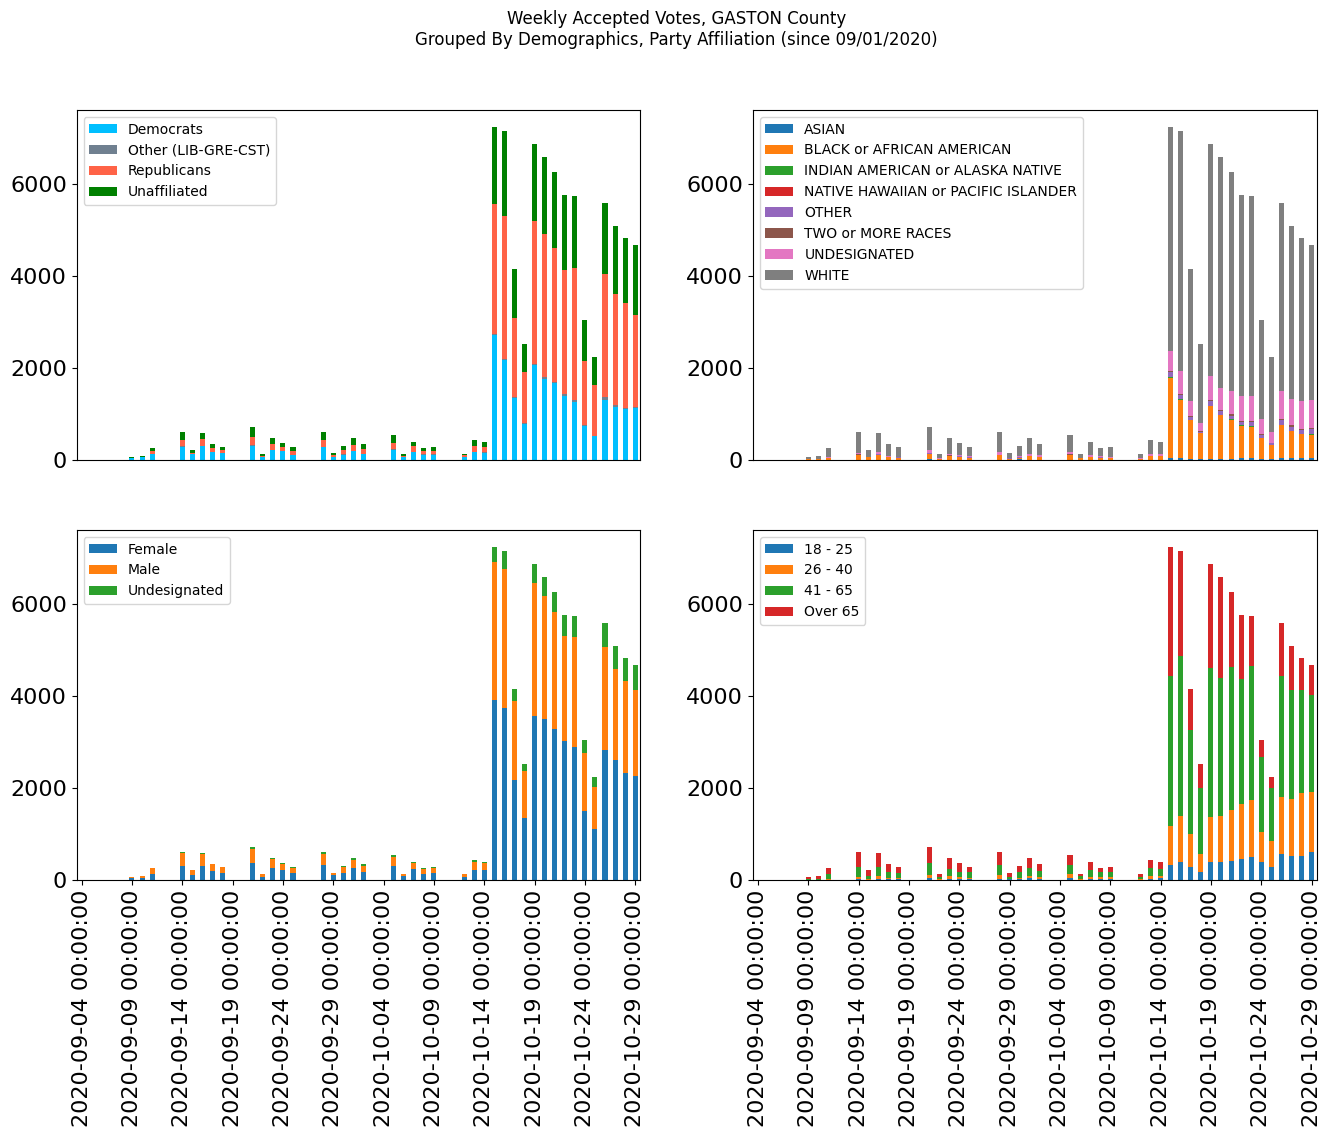 Weekly Accepted Votes, GASTON County
Grouped By Demographics, Party Affiliation (since 09/01/2020)
Democrats
Other (LIB-GRE-CST)
Republicans
Unaffiliated
6000
4000
2000
0
ASIAN
BLACK or AFRICAN AMERICAN
INDIAN AMERICAN or ALASKA NATIVE
NATIVE HAWAIIAN or PACIFIC ISLANDER
OTHER
TWO or MORE RACES
UNDESIGNATED
WHITE
6000
4000
2000
0
Female
Male
Undesignated
6000
4000
2000
0
2020-09-04 00:00:00
2020-09-09 00:00:00
2020-09-14 00:00:00
2020-09-19 00:00:00
2020-09-24 00:00:00
2020-09-29 00:00:00
2020-10-04 00:00:00
2020-10-09 00:00:00
2020-10-14 00:00:00
2020-10-19 00:00:00
2020-10-24 00:00:00
2020-10-29 00:00:00
18 - 25
26 - 40
41 - 65
Over 65
6000
4000
2000
0
2020-09-04 00:00:00
2020-09-09 00:00:00
2020-09-14 00:00:00
2020-09-19 00:00:00
2020-09-24 00:00:00
2020-09-29 00:00:00
2020-10-04 00:00:00
2020-10-09 00:00:00
2020-10-14 00:00:00
2020-10-19 00:00:00
2020-10-24 00:00:00
2020-10-29 00:00:00